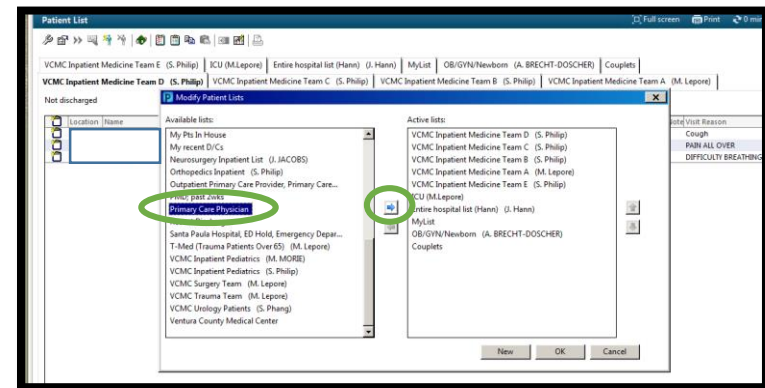 Patient List
Full screen Print 0 min
VCMC Inpatient Medicine Team E (S. Philip) ICU (M.Lepore) Entire hospital list (Hann) (J. Hann) MyList OB/GYN/Newborn (A. BRECHT-DOSCHER) Couplets
VCMC Inpatient Medicine Team D (S. Philip) VCMC Inpatient Medicine Team C (S. Philip) VCMC Inpatient Medicine Team B (S. Philip) VCMC Inpatient Medicine Team A (M. Lepore)
Not discharged
Modify Patient Lists
Location Name
Visit Reason
Cough
PAIN ALL OVER
DIFFICULTY BREATHING
Available lists:
My Pts In House
My recent D/Cs
Neurosurgery Inpatient List (J. JACOBS)
Orthopedics Inpatient (S. Philip)
Outpatient Primary Care Provider, Primary Care...
past 2wks
Primary Care Physician
Santa Paula Hospital, ED Hold, Emergency Depar...
T-Med (Trauma Patients Over 65) (M. Lepore)
VCMC Inpatient Pediatrics (M. MORIE)
VCMC Inpatient Pediatrics (S. Philip)
VCMC Surgery Team (M. Lepore)
VCMC Trauma Team (M. Lepore)
VCMC Urology Patients (S. Phang)
Ventura County Medical Center
Active lists:
VCMC Inpatient Medicine Team D (S. Philip)
VCMC Inpatient Medicine Team C (S. Philip)
VCMC Inpatient Medicine Team B (S. Philip)
VCMC Inpatient Medicine Team A (M. Lepore)
VCMC Inpatient Medicine Team E (S. Philip)
ICU (M.Lepore)
Entire hospital list (Hann) (J. Hann)
MyList
OB/GYN/Newborn (A. BRECHT-DOSCHER)
Couplets
New OK Cancel